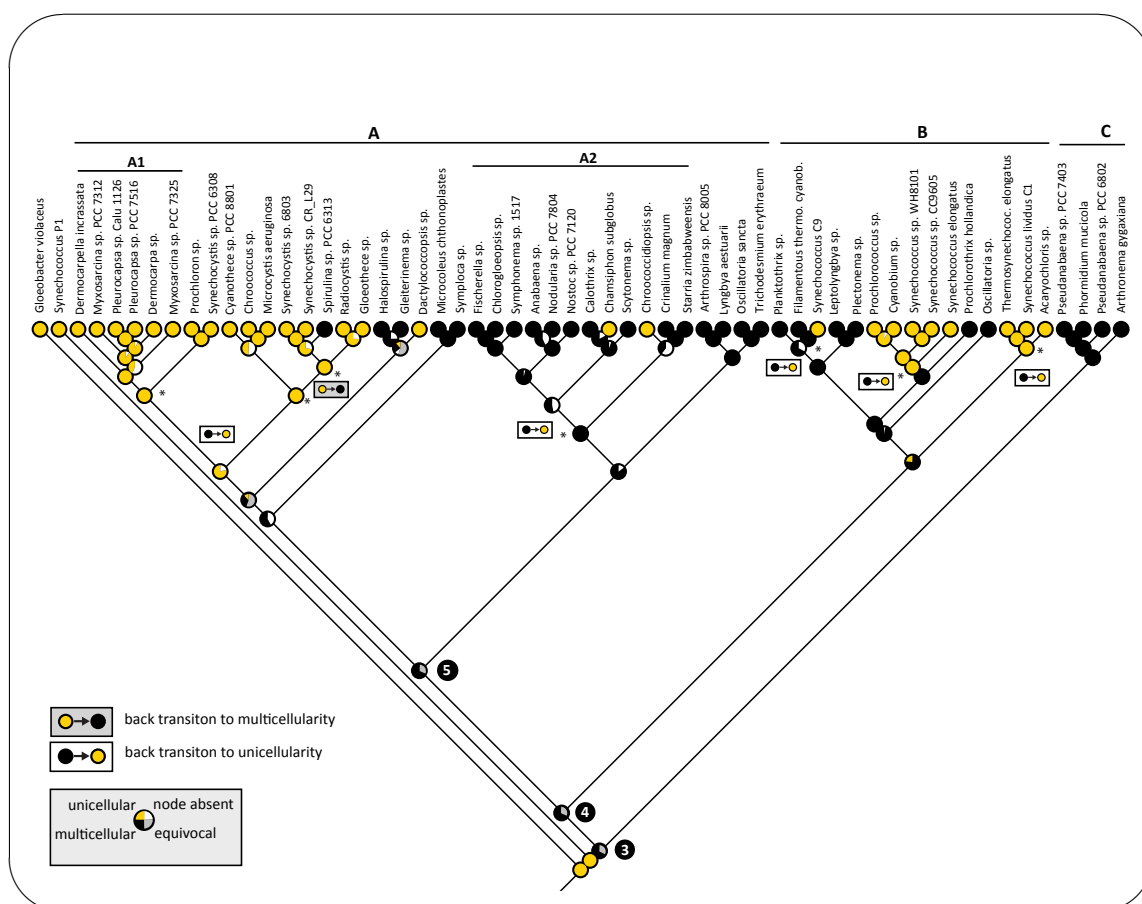 A
B
C
A1
A2
Gloeobacter violaceus
Synechococcus P1
Dermocarpella incrassata
Myxosarcina sp. PCC 7312
Pleurocapsa sp. Calu 1126
Pleurocapsa sp. PCC 7516
Dermocarpa sp.
Myxosarcina sp. PCC 7325
Prochloron sp.
Synechocystis sp. PCC 6308
Cyanothece sp. PCC 8801
Chroococcus sp.
Microcystis aeruginosa
Synechocystis sp. 6803
Synechocystis sp. CR_L29
Spirulina sp. PCC 6313
Radiocystis sp.
Gloethece sp.
Halospirulina sp.
Gleiterinema sp.
Dactylococcopsis sp.
Microcoleus chthonoplastes
Symploca sp.
Fischerella sp.
Chlorogloeopsis sp.
Symphonema sp. 1517
Anabaena sp.
Nodularia sp. PCC 7804
Nostoc sp. PCC 7120
Calothrix sp.
Chamsiphon subglobus
Scytonema sp.
Chroococcidiopsis sp.
Crinalium magnum
Starria zimbabweensis
Arthrospira sp. PCC 8005
Lyngbya aestuarii
Oscillatoria sancta
Trichodesmium erythraeum
Planktothrix sp.
Filamentous thermo. cyanob.
Synechococcus C9
Leptolyngbya sp.
Plectonema sp.
Prochlorococcus sp.
Cyanobium sp.
Synechococcus sp. WH8101
Synechococcus sp. CC9605
Synechococcus elongatus
Prochlorothrix hollandica
Oscillatoria sp.
Thermosynechococ. elongatus
Synechococcus lividus C1
Acaryochloris sp.
Pseudanabaena sp. PCC 7403
Phormidium mucicola
Pseudanabaena sp. PCC 6802
Arthronema gygaxiana
*
*
*
*
*
*
*
*
5
4
3
back transiton to multicellularity
back transiton to unicellularity
unicellular node absent
multicellular equivocal